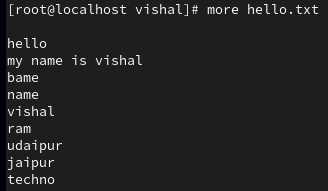 [root@localhost vishal]# more hello.txt
hello
my name is vishal
bame
name
vishal
ram
udaipur
jaipur
techno